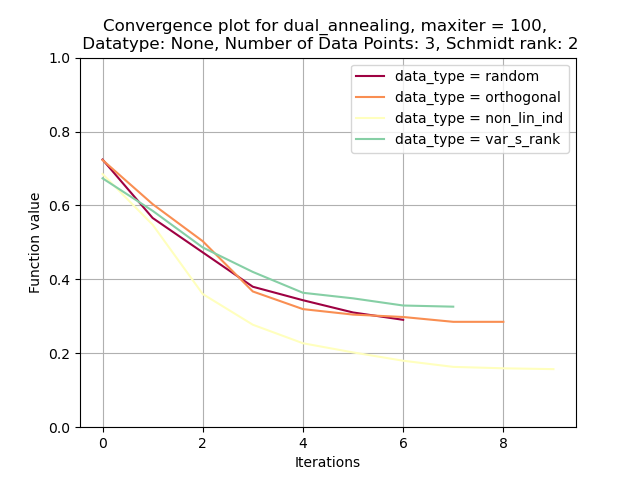 Convergence plot for dual_annealing, maxiter = 100,
Datatype: None, Number of Data Points: 3, Schmidt rank: 2
1.0
0.8
0.6
0.4
0.2
0.0
Function value
data_type = random
data_type = orthogonal
data_type = non_lin_ind
data_type = var_s_rank
0 2 4 6 8
Iterations